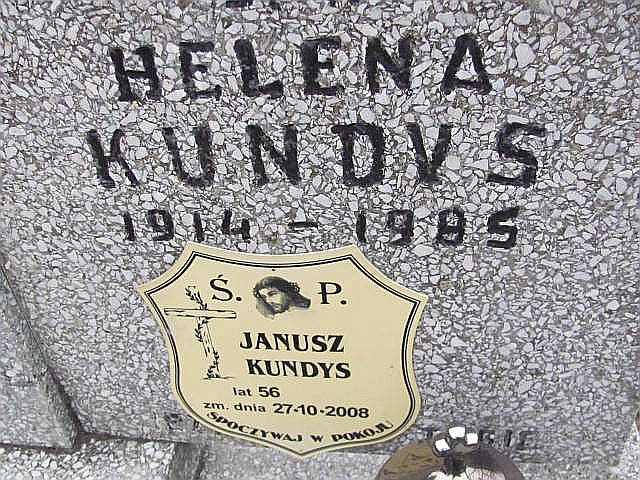 HELENA
KUNDYS
1914 - 1985
Ś. P.
JANUSZ
KUNDYS
lat 56
zm. dnia 27-10-2008
SPOCZYWAJ W POKOJU